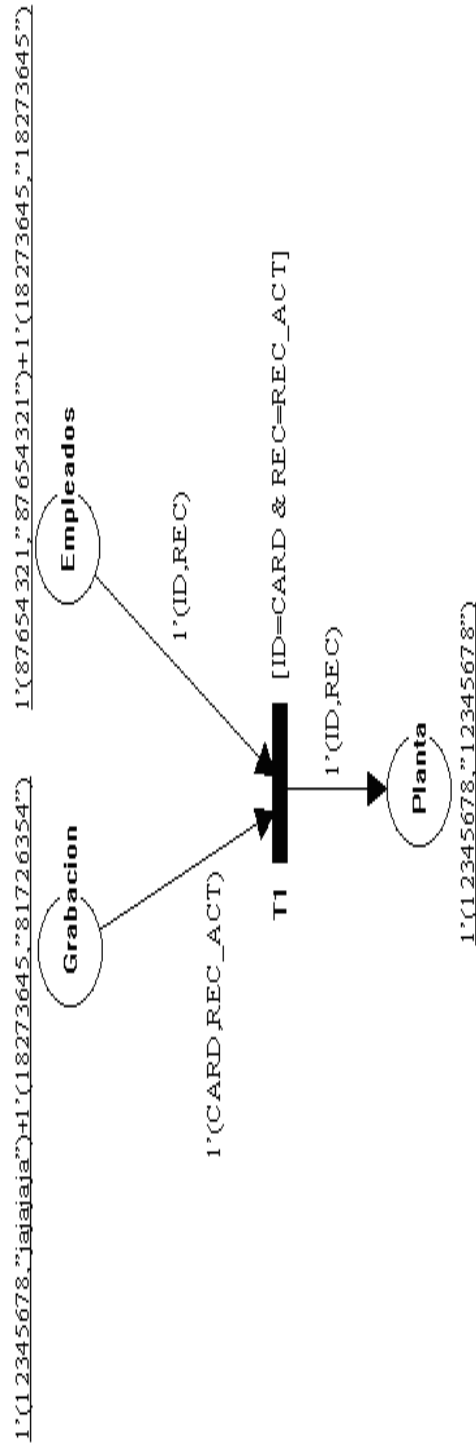 1'(12345678,"jajajajaja")+1'(18273645,"81726354")
1'(87654321,"87654321")+1'(18273645,"18273645")
Grabacion
Empleados
1'(CARD,REC_ACT)
1'(ID,REC)
T1
[ID=CARD & REC=REC_ACT]
1'(ID,REC)
Planta
1'(12345678,"12345678")